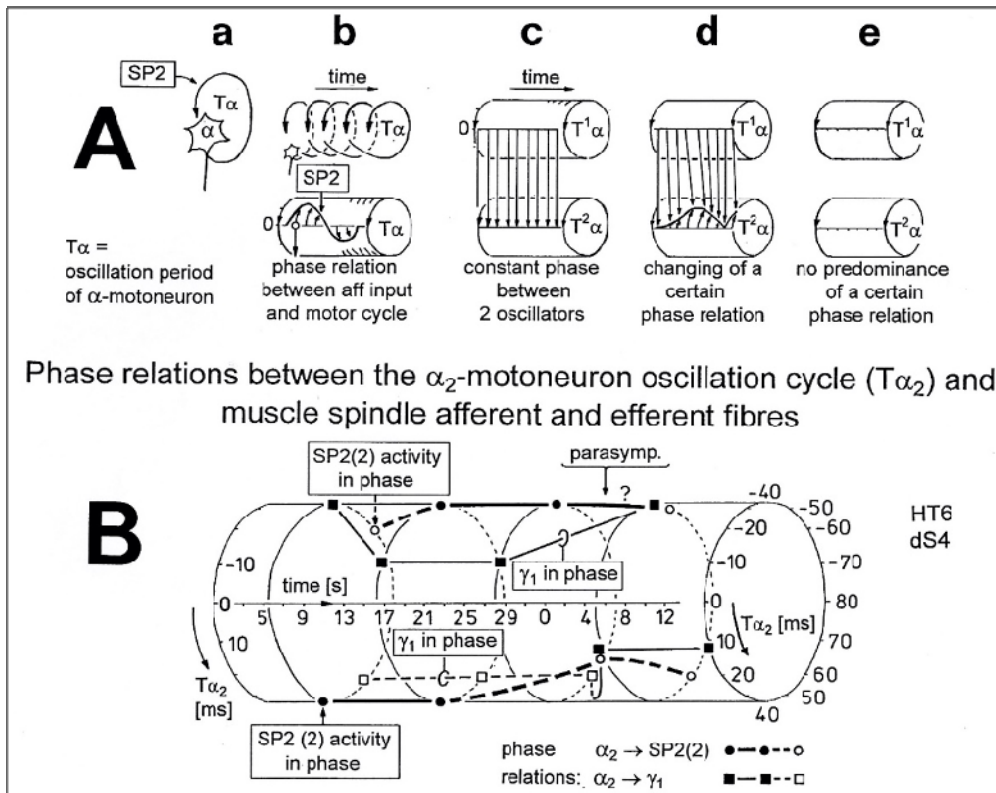 a b c d e
A
SP2
Tα
α
Tα =
oscillation period
of α-motoneuron
time
Tα
SP2
0
Tα
phase relation
between aff input
and motor cycle
time
0
T¹α
T²α
constant phase
between
2 oscillators
T¹α
T²α
changing of a
certain
phase relation
T¹α
T²α
no predominance
of a certain
phase relation
Phase relations between the α₂-motoneuron oscillation cycle (Tα₂) and
muscle spindle afferent and efferent fibres
B
SP2(2) activity
in phase
parasymp.
?
HT6
dS4
-40
-50
-60
-70
80
70
60
50
40
-20
-10
0
10
20
γ₁ in phase
-10
0
10
time [s]
5 9 13 17 21 25 29 0 4 8 12
γ₁ in phase
Tα₂ [ms]
Tα₂
[ms]
SP2 (2) activity
in phase
phase α₂ → SP2(2)
relations: α₂ → γ₁